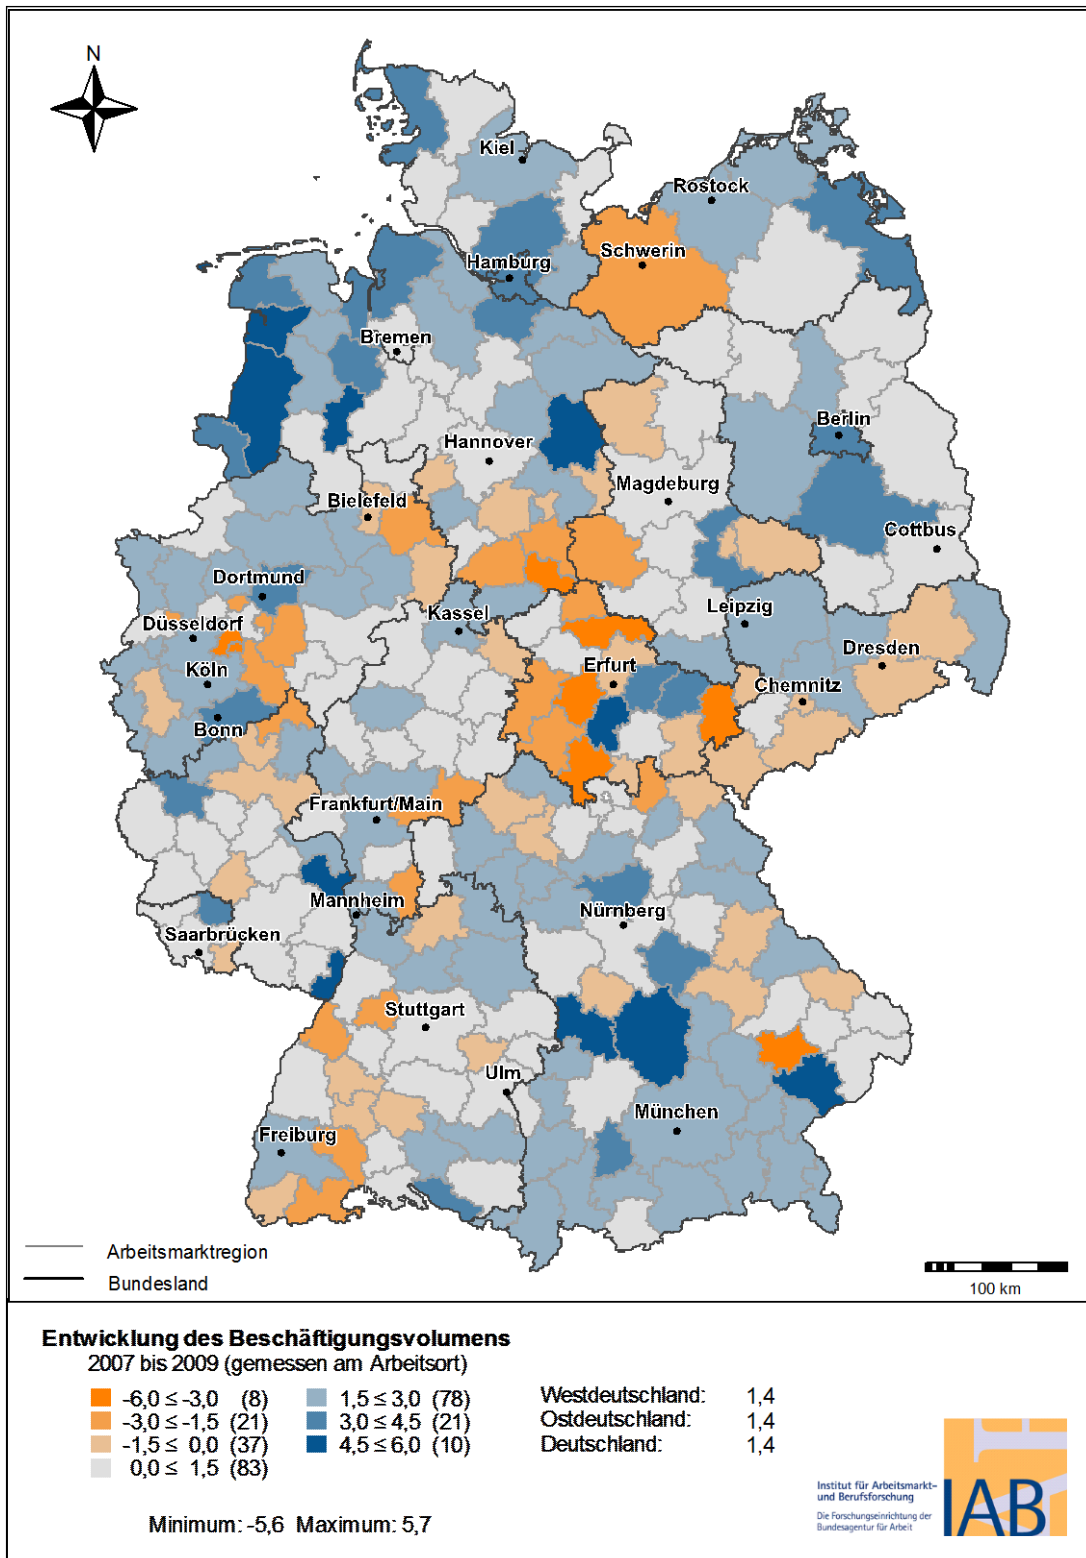 N
Kiel
Rostock
Schwerin
Hamburg
Bremen
Berlin
Hannover
Magdeburg
Bielefeld
Cottbus
Dortmund
Leipzig
Kassel
Düsseldorf
Dresden
Erfurt
Köln
Chemnitz
Bonn
Frankfurt/Main
Mannheim
Nürnberg
Saarbrücken
Stuttgart
Ulm
München
Freiburg
Arbeitsmarktregion
Bundesland
100 km
Entwicklung des Beschäftigungsvolumens
2007 bis 2009 (gemessen am Arbeitsort)
-6,0 ≤ -3,0 (8)
-3,0 ≤ -1,5 (21)
-1,5 ≤ 0,0 (37)
0,0 ≤ 1,5 (83)
1,5 ≤ 3,0 (78)
3,0 ≤ 4,5 (21)
4,5 ≤ 6,0 (10)
Westdeutschland: 1,4
Ostdeutschland: 1,4
Deutschland: 1,4
Minimum: -5,6 Maximum: 5,7
Institut für Arbeitsmarkt-
und Berufsforschung
Die Forschungseinrichtung der
Bundesagentur für Arbeit
IAB